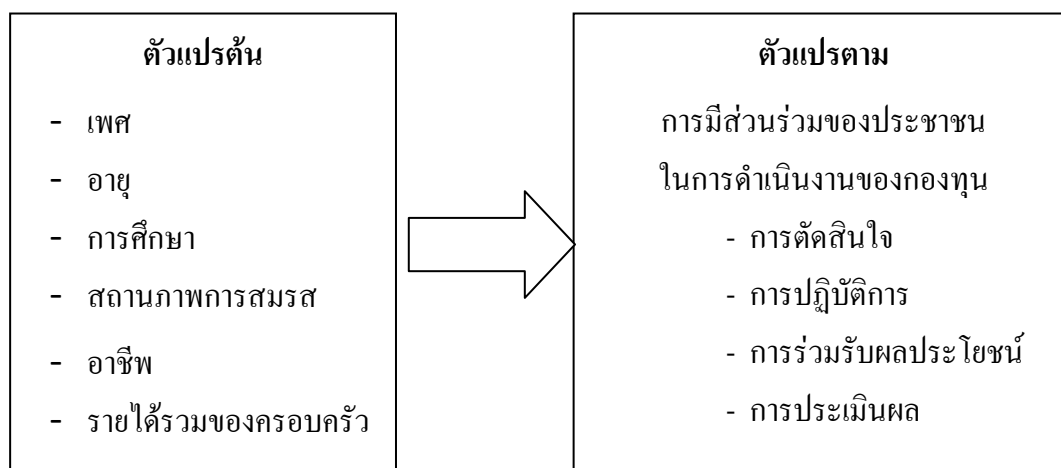 ตัวแปรต้น
- เพศ
- อายุ
- การศึกษา
- สถานภาพการสมรส
- อาชีพ
- รายได้รวมของครอบครัว
ตัวแปรตาม
การมีส่วนร่วมของประชาชน
ในการดำเนินงานของกองทุน
- การตัดสินใจ
- การปฏิบัติการ
- การร่วมรับผลประโยชน์
- การประเมินผล